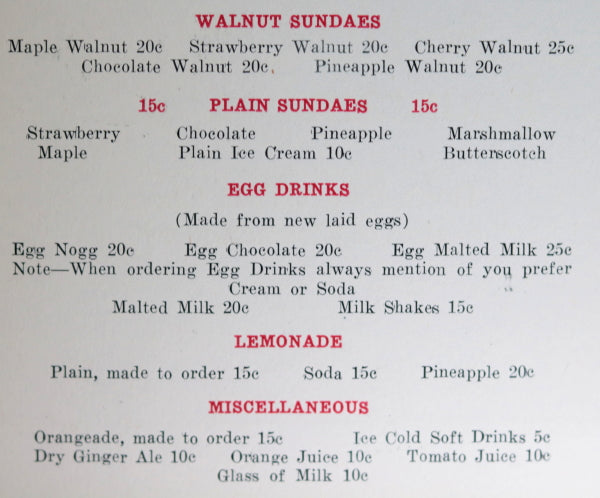 WALNUT SUNDAES
Maple Walnut 20c Strawberry Walnut 20c Cherry Walnut 25c
Chocolate Walnut 20c. Pineapple Walnut 20c
15c PLAIN SUNDAES 15c
Strawberry Chocolate Pineapple Marshmallow
Maple Plain Ice Cream 10c Butterscotch
EGG DRINKS
(Made from new laid eggs)
Egg Nogg 20c Egg Chocolate 20c Egg Malted Milk 25c
Note—When ordering Egg Drinks always mention of you prefer
Cream or Soda
Malted Milk 20c Milk Shakes 15c
LEMONADE
Plain, made to order 15c Soda 15c Pineapple 20c
MISCELLANEOUS
Orangeade, made to order 15c Ice Cold Soft Drinks 5c
Dry Ginger Ale 10c Orange Juice 10c Tomato Juice 10c
Glass of Milk 10c